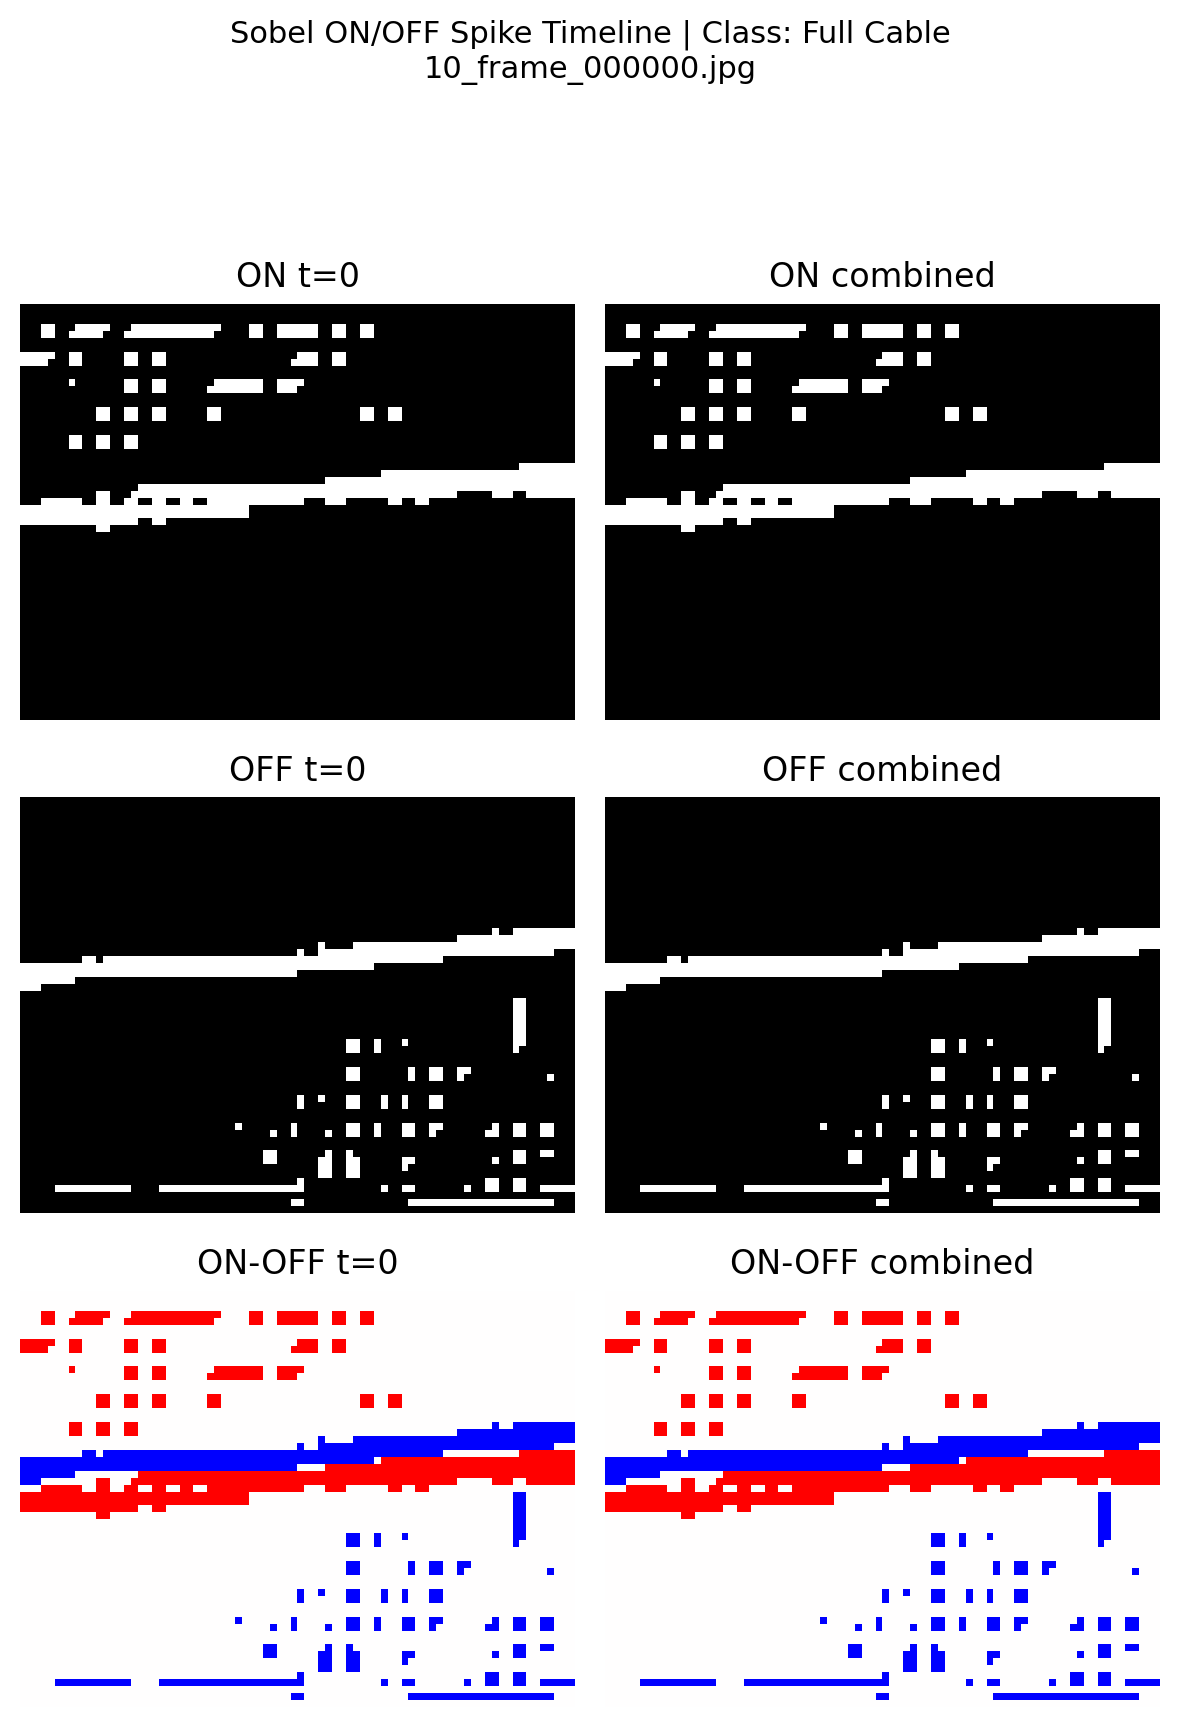 Sobel ON/OFF Spike Timeline | Class: Full Cable
10_frame_000000.jpg
ON t=0
ON combined
OFF t=0
OFF combined
ON-OFF t=0
ON-OFF combined